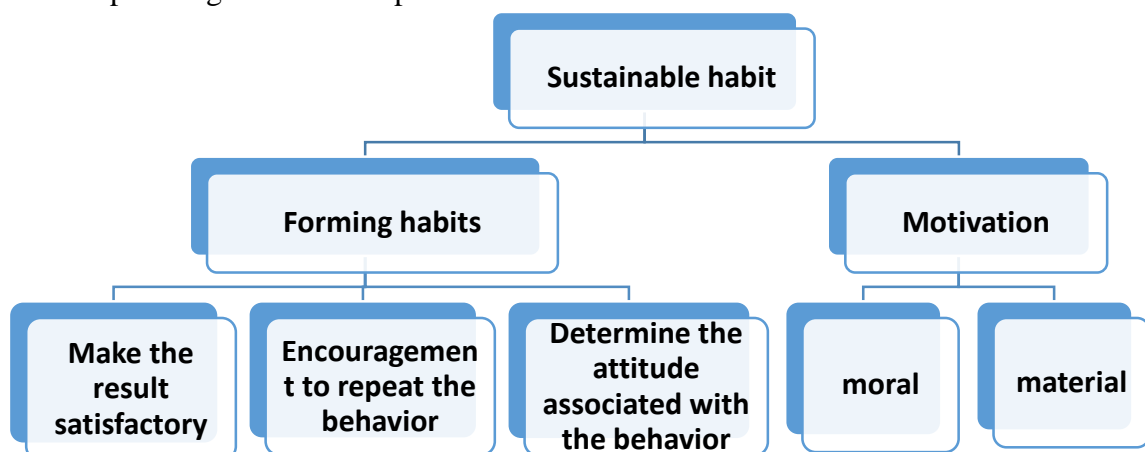 Sustainable habit
Forming habits
Motivation
Make the
result
satisfactory
Encouragemen
t to repeat the
behavior
Determine the
attitude
associated with
the behavior
moral
material